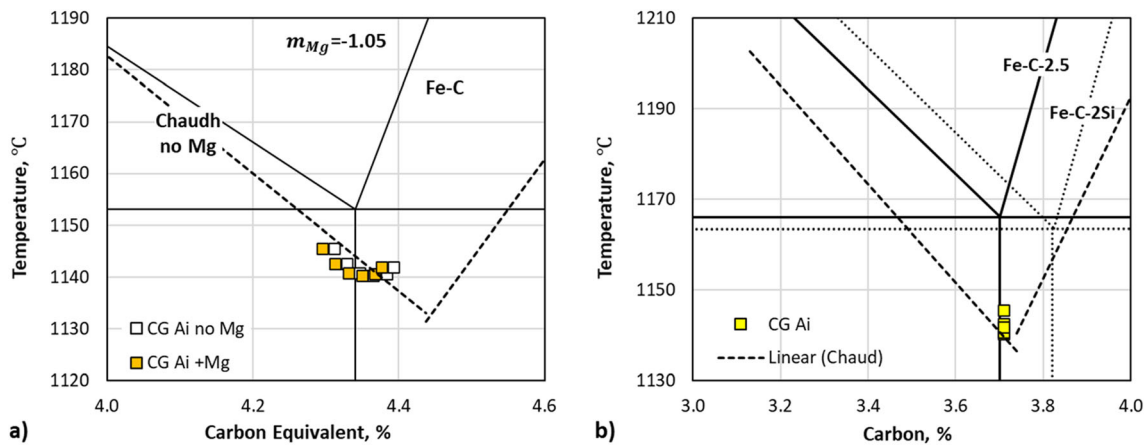 1190
1180
1170
1160
1150
1140
1130
1120
Temperature, °C
m_Mg=-1.05
Fe-C
Chaudh
no Mg
CG Ai no Mg
CG Ai +Mg
4.0 4.2 4.4 4.6
a) Carbon Equivalent, %
1210
1190
1170
1150
1130
Temperature, °C
Fe-C-2.5
Fe-C-2Si
CG Ai
Linear (Chaud)
3.0 3.2 3.4 3.6 3.8 4.0
b) Carbon, %